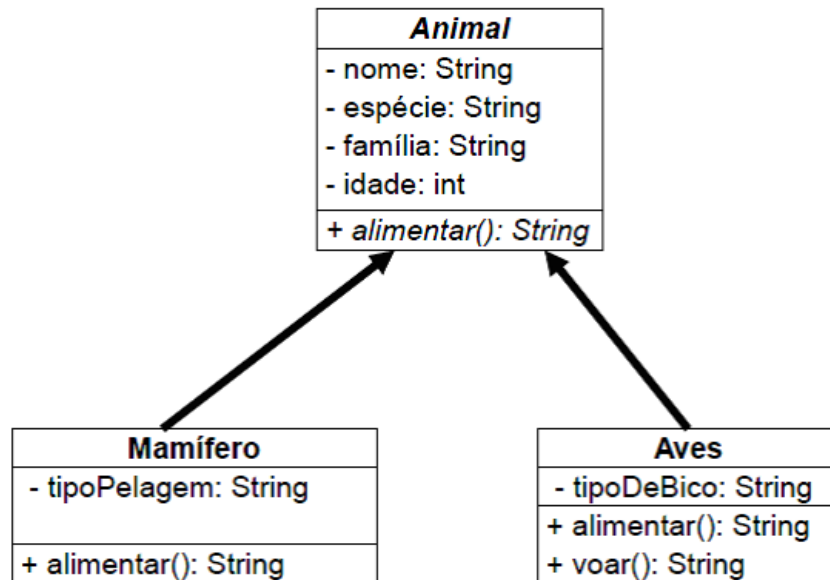 Animal
- nome: String
- espécie: String
- família: String
- idade: int
+ alimentar(): String
Mamífero
- tipoPelagem: String
+ alimentar(): String
Aves
- tipoDeBico: String
+ alimentar(): String
+ voar(): String